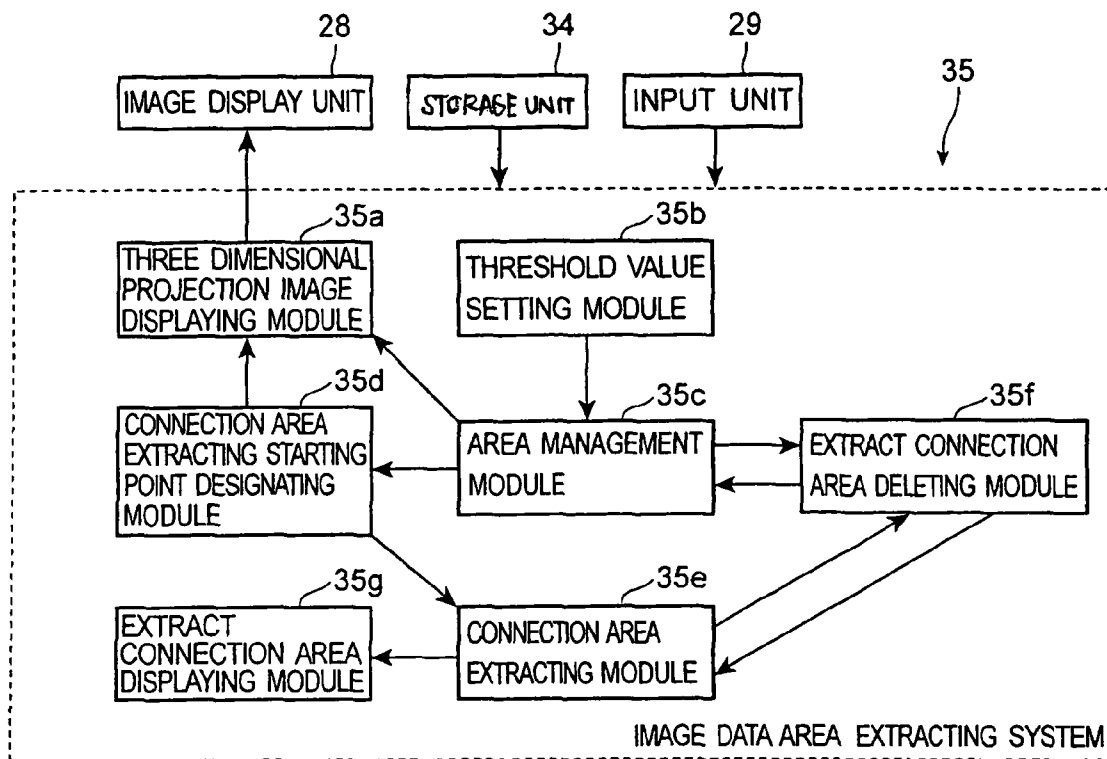 28
34
29
35
IMAGE DISPLAY UNIT
STORAGE UNIT
INPUT UNIT
35a
THREE DIMENSIONAL
PROJECTION IMAGE
DISPLAYING MODULE
35b
THRESHOLD VALUE
SETTING MODULE
35d
CONNECTION AREA
EXTRACTING STARTING
POINT DESIGNATING
MODULE
35c
AREA MANAGEMENT
MODULE
35f
EXTRACT CONNECTION
AREA DELETING MODULE
35g
EXTRACT
CONNECTION AREA
DISPLAYING MODULE
35e
CONNECTION AREA
EXTRACTING MODULE
IMAGE DATA AREA EXTRACTING SYSTEM